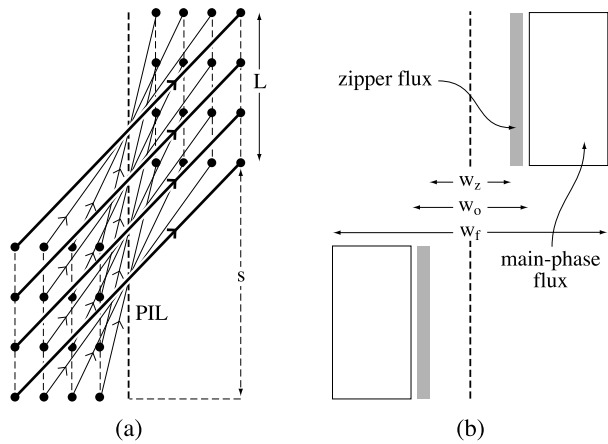 L
s
PIL
(a)
zipper flux
w_z
w_o
w_f
main-phase
flux
(b)